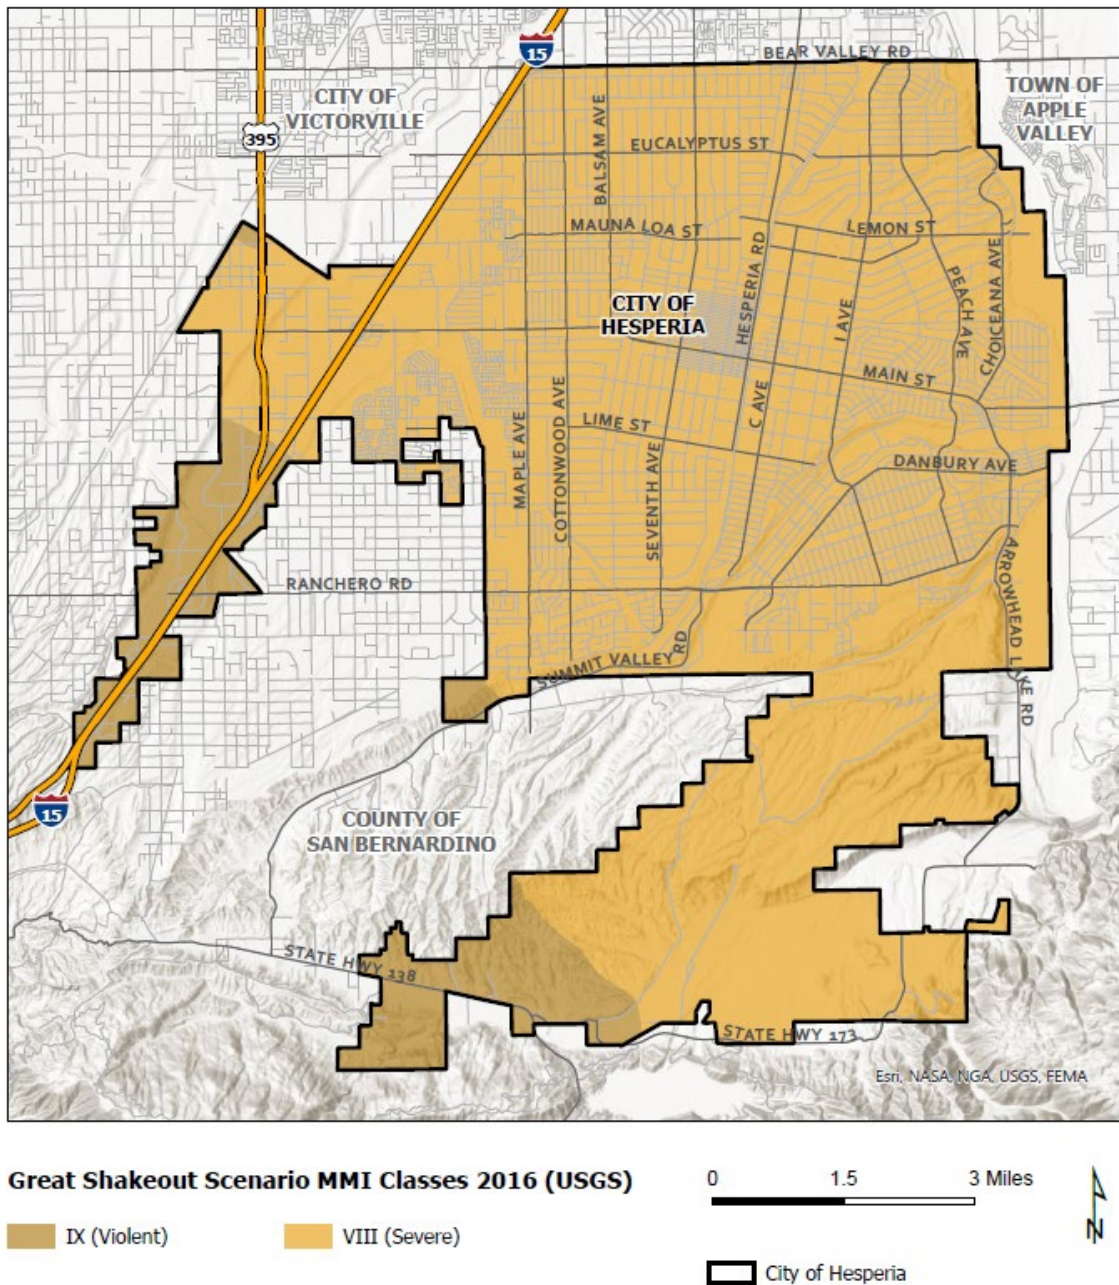 15
BEAR VALLEY RD
CITY OF
VICTORVILLE
TOWN OF
APPLE
VALLEY
395
BALSAM AVE
EUCALYPTUS ST
MAUNA LOA ST
LEMON ST
HESPERIA RD
PEACH AVE
CHOICEANA AVE
CITY OF
HESPERIA
I AVE
MAIN ST
C AVE
MAPLE AVE
COTTONWOOD AVE
LIME ST
SEVENTH AVE
DANBURY AVE
RANCHERO RD
ARROWHEAD LAKE RD
SUMMIT VALLEY RD
15
COUNTY OF
SAN BERNARDINO
STATE HWY 138
STATE HWY 173
Esri, NASA, NGA, USGS, FEMA
Great Shakeout Scenario MMI Classes 2016 (USGS)
0 1.5 3 Miles
IX (Violent) VIII (Severe)
N
City of Hesperia